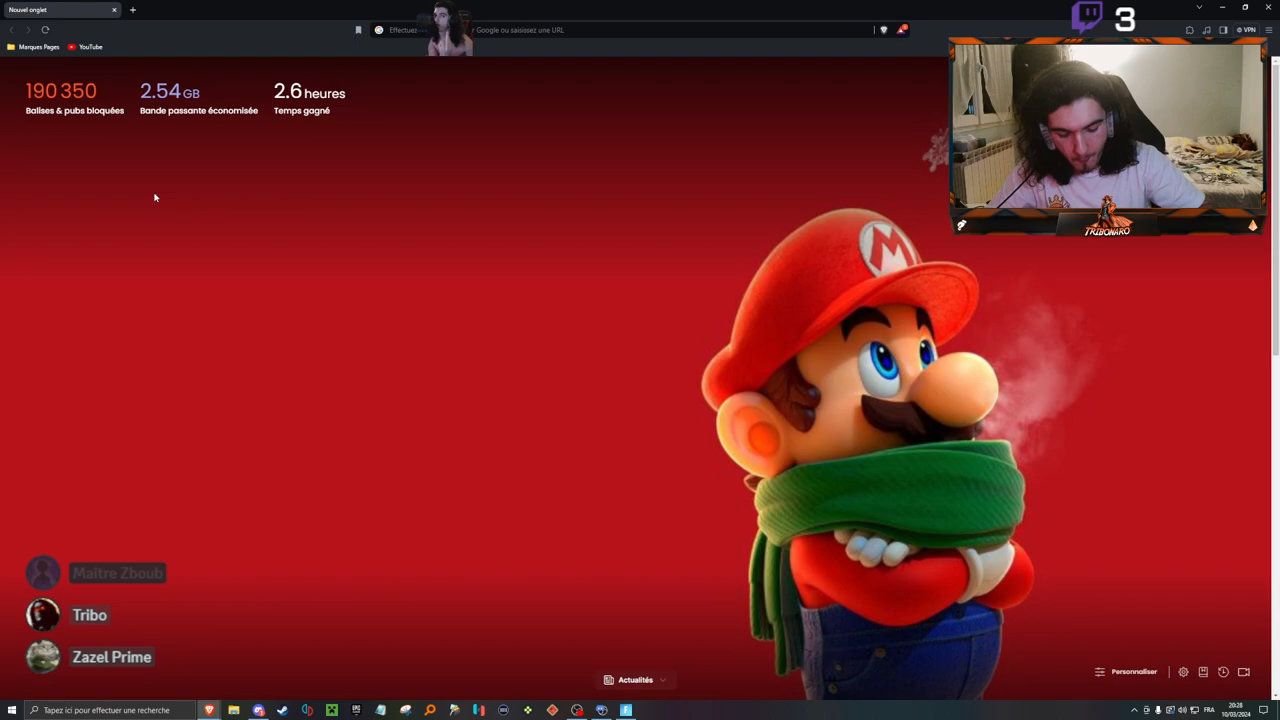 Nouvel onglet
3
Effectuez
r Google ou saisissez une URL
VPN
Marques Pages
YouTube
190 350
2.54 GB
2.6 heures
Balises & pubs bloquées
Bande passante économisée
Temps gagné
M
TRIBONARO
Maître Zboub
Tribo
Zazel Prime
Actualités
Personnaliser
Tapez ici pour effectuer une recherche
FRA
20:28
10/03/2024